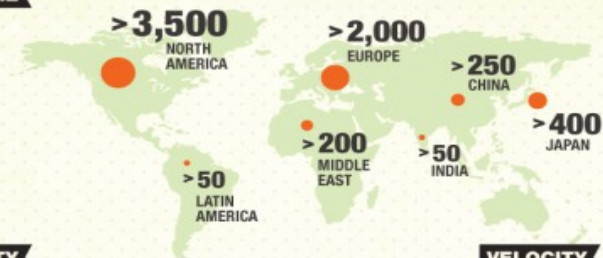 >3,500
NORTH
AMERICA
>2,000
EUROPE
>250
CHINA
>400
JAPAN
>200
MIDDLE
EAST
>50
INDIA
>50
LATIN
AMERICA
VELOCITY